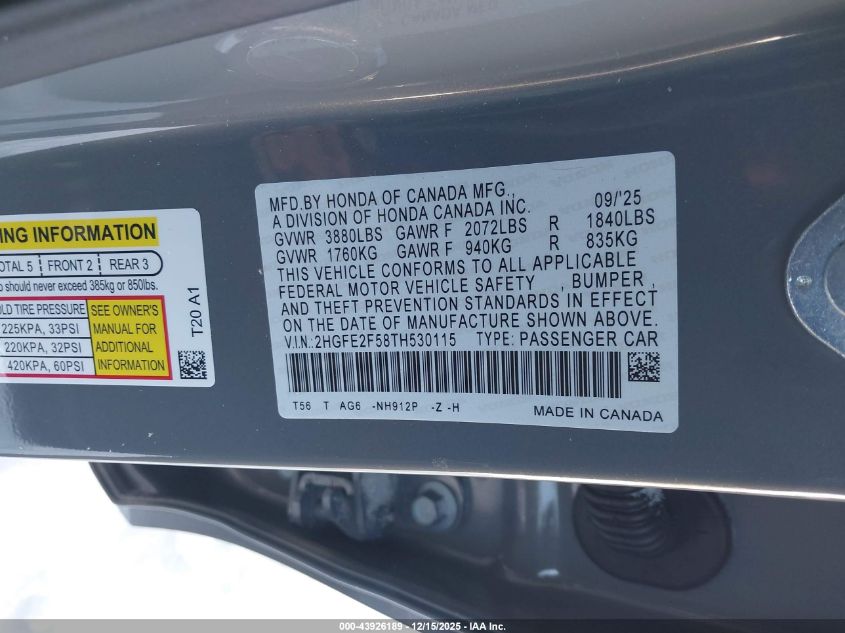 MFD.BY HONDA OF CANADA MFG.,
A DIVISION OF HONDA CANADA INC. 09/'25
GVWR 3880LBS GAWR F 2072LBS R 1840LBS
GVWR 1760KG GAWR F 940KG R 835KG
THIS VEHICLE CONFORMS TO ALL APPLICABLE
FEDERAL MOTOR VEHICLE SAFETY , BUMPER ,
AND THEFT PREVENTION STANDARDS IN EFFECT
ON THE DATE OF MANUFACTURE SHOWN ABOVE.
V.I.N.:2HGFE2F58TH530115 TYPE: PASSENGER CAR
T56 T AG6 -NH912P -Z -H
MADE IN CANADA
ING INFORMATION
TOTAL 5 FRONT 2 REAR 3
should never exceed 385kg or 850lbs.
TIRE PRESSURE
225KPA, 33PSI
220KPA, 32PSI
420KPA, 60PSI
SEE OWNER'S
MANUAL FOR
ADDITIONAL
INFORMATION
T20 A1
000-43926189 - 12/15/2025 - IAA Inc.